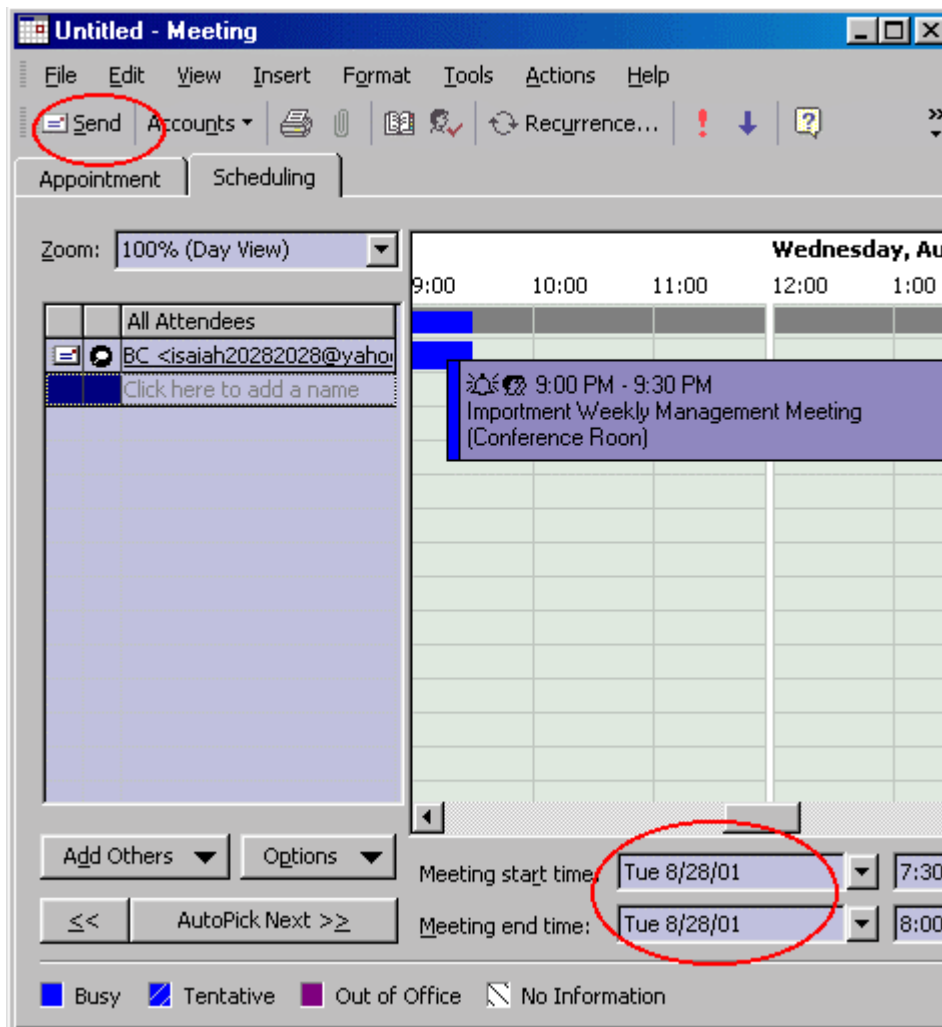 Untitled - Meeting
File Edit View Insert Format Tools Actions Help
Send Accounts Recurrence... ! ? »
Appointment Scheduling
Zoom: 100% (Day View)
Wednesday, Au
9:00 10:00 11:00 12:00 1:00
All Attendees
BC <isaiah20282028@yahoo
Click here to add a name
9:00 PM - 9:30 PM
Importment Weekly Management Meeting
(Conference Roon)
Add Others Options
Meeting start time: Tue 8/28/01 7:30
<< AutoPick Next >>
Meeting end time: Tue 8/28/01 8:00
Busy Tentative Out of Office No Information